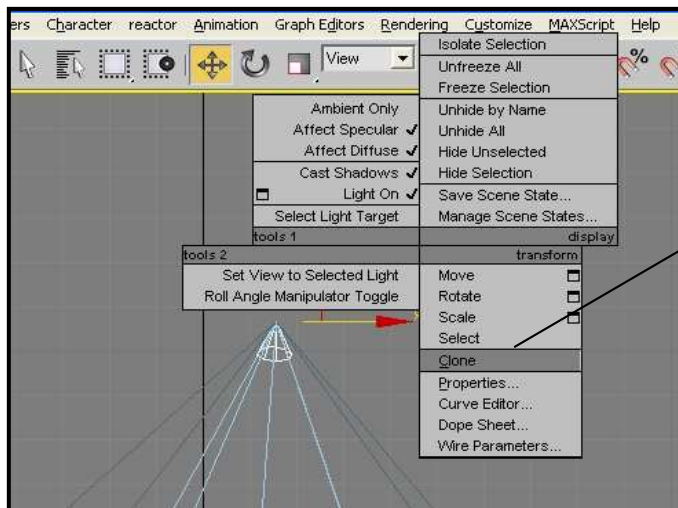 ers Character reactor Animation Graph Editors Rendering Customize MAXScript Help
View
%
Isolate Selection
Unfreeze All
Freeze Selection
Ambient Only
Affect Specular
Affect Diffuse
Cast Shadows
Light On
Select Light Target
tools 1
Unhide by Name
Unhide All
Hide Unselected
Hide Selection
Save Scene State...
Manage Scene States...
display
tools 2
Set View to Selected Light
Roll Angle Manipulator Toggle
transform
Move
Rotate
Scale
Select
Clone
Properties...
Curve Editor...
Dope Sheet...
Wire Parameters...